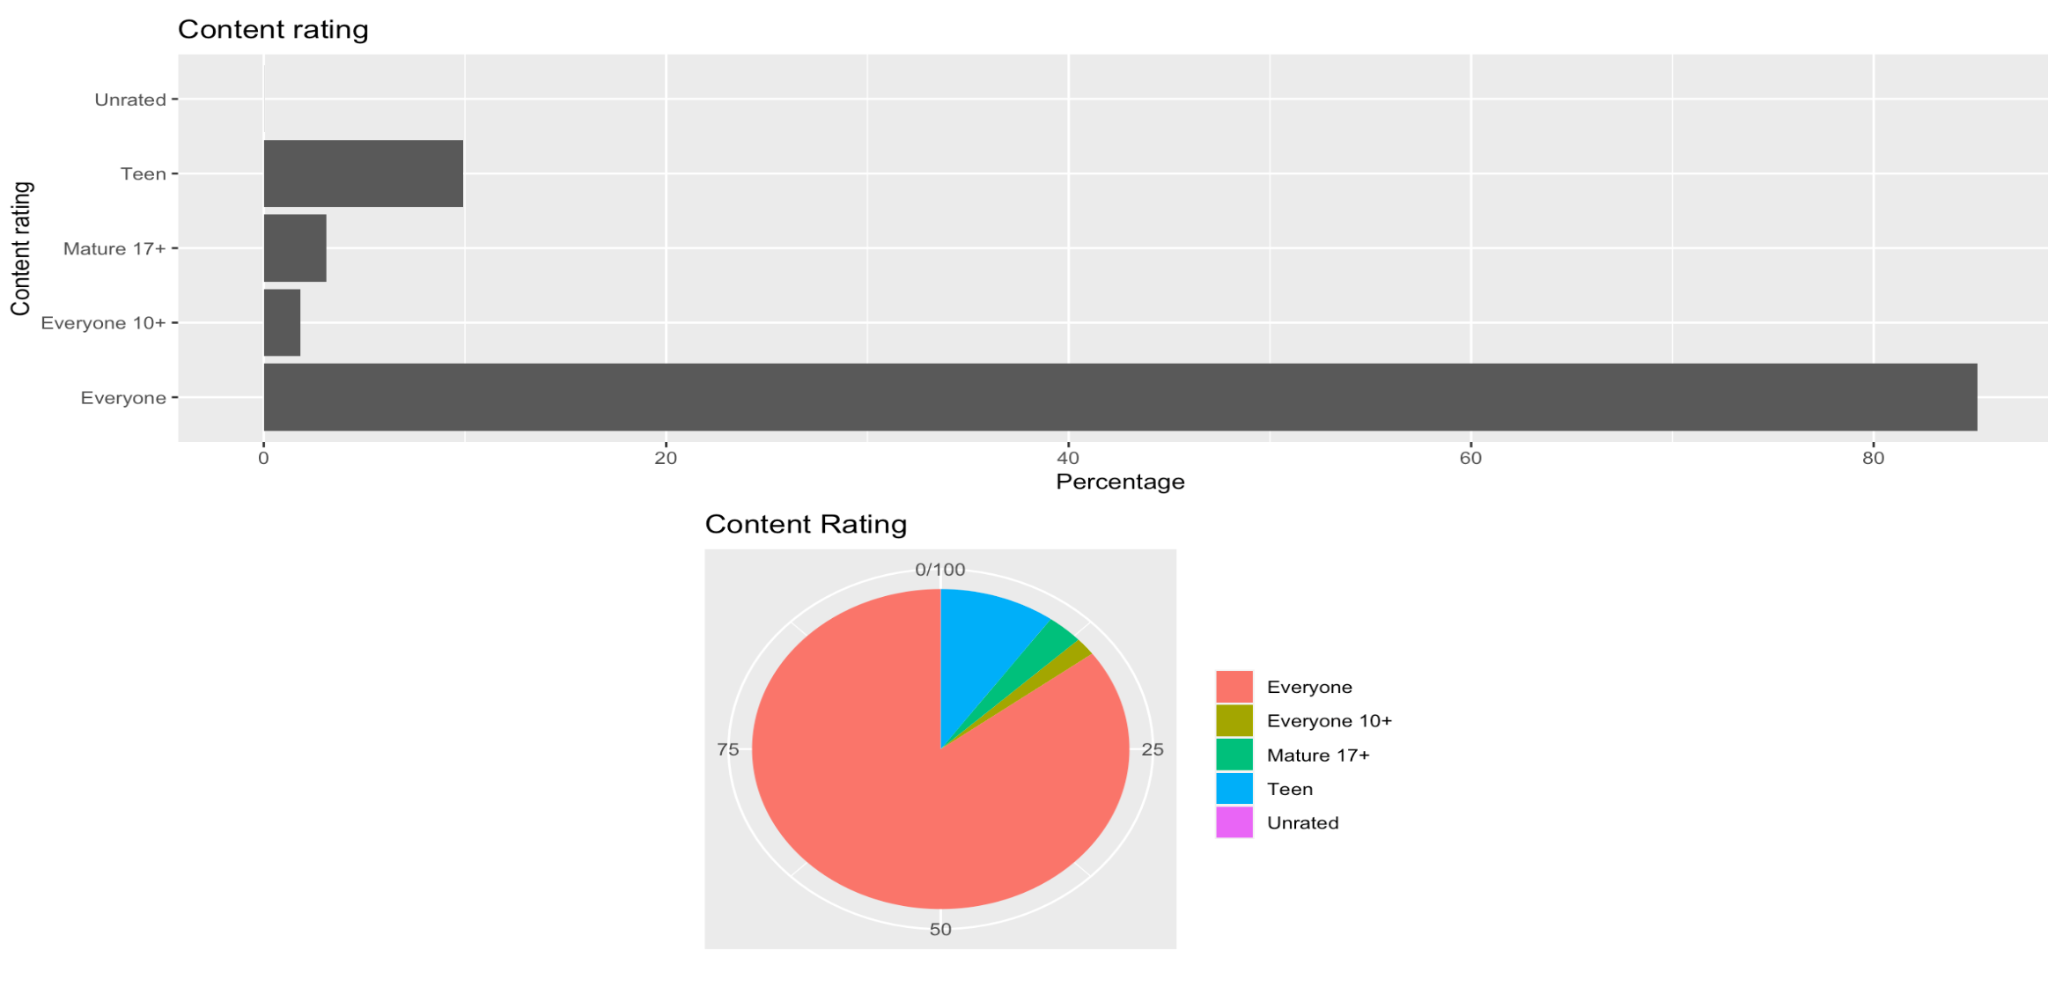 Content rating
Content rating
Unrated
Teen
Mature 17+
Everyone 10+
Everyone
0 20 40 60 80
Percentage
Content Rating
0/100
75
25
50
Everyone
Everyone 10+
Mature 17+
Teen
Unrated